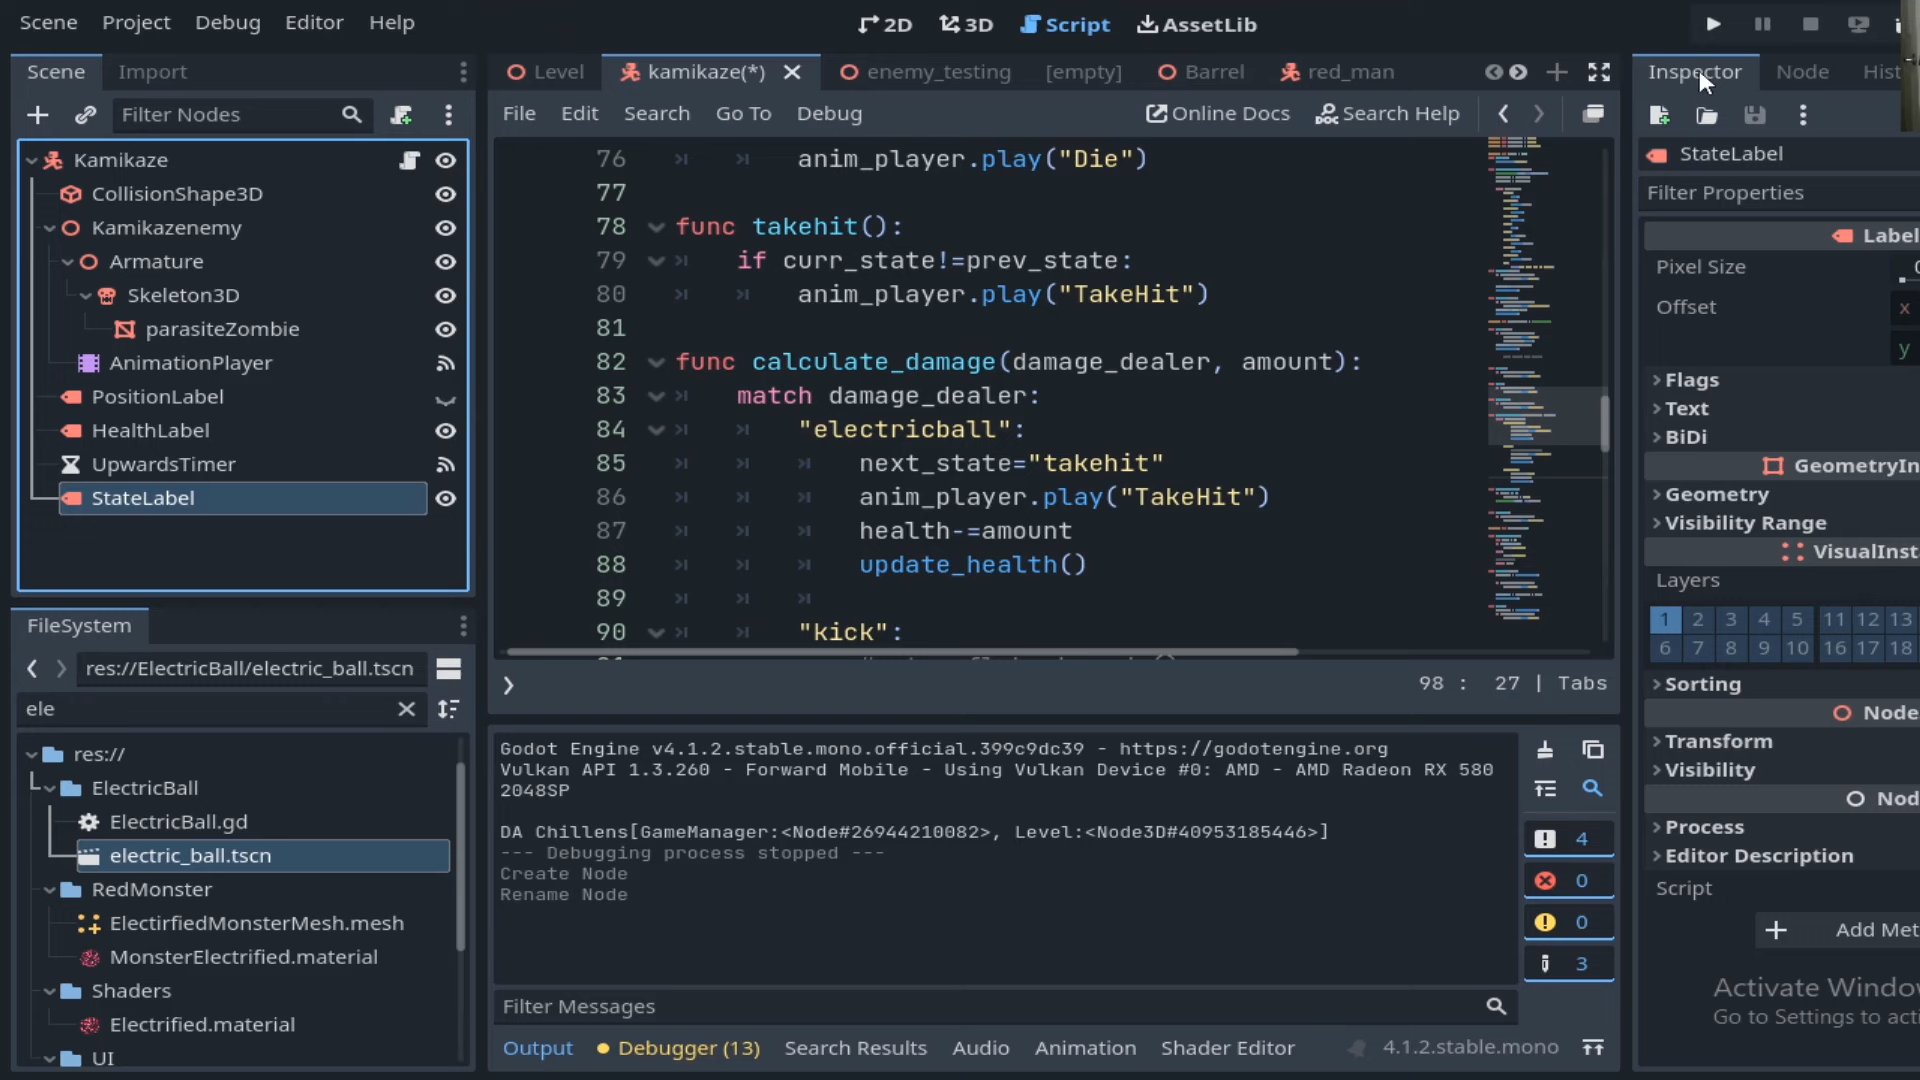 Scene Project Debug Editor Help
2D 3D Script AssetLib
Scene Import
Filter Nodes
Kamikaze
CollisionShape3D
Kamikazenemy
Armature
Skeleton3D
parasiteZombie
AnimationPlayer
PositionLabel
HealthLabel
UpwardsTimer
StateLabel
FileSystem
res://ElectricBall/electric_ball.tscn
ele
res://
ElectricBall
ElectricBall.gd
electric_ball.tscn
RedMonster
ElectirfiedMonsterMesh.mesh
MonsterElectrified.material
Shaders
Electrified.material
UI
Level kamikaze(*) enemy_testing [empty] Barrel red_man
File Edit Search Go To Debug Online Docs Search Help
76 anim_player.play("Die")
77
78 func takehit():
79 if curr_state!=prev_state:
80 anim_player.play("TakeHit")
81
82 func calculate_damage(damage_dealer, amount):
83 match damage_dealer:
84 "electricball":
85 next_state="takehit"
86 anim_player.play("TakeHit")
87 health-=amount
88 update_health()
89
90 "kick":
98 : 27 | Tabs
Godot Engine v4.1.2.stable.mono.official.399c9dc39 - https://godotengine.org
Vulkan API 1.3.260 - Forward Mobile - Using Vulkan Device #0: AMD - AMD Radeon RX 580
2048SP
DA Chillens[GameManager:<Node#26944210082>, Level:<Node3D#40953185446>]
--- Debugging process stopped ---
Create Node
Rename Node
4
0
0
3
Filter Messages
Output Debugger (13) Search Results Audio Animation Shader Editor 4.1.2.stable.mono
Inspector Node Hist
StateLabel
Filter Properties
Label
Pixel Size 0
Offset x
y
Flags
Text
BiDi
GeometryIn
Geometry
Visibility Range
VisualInst
Layers
1 2 3 4 5 11 12 13
6 7 8 9 10 16 17 18
Sorting
Node
Transform
Visibility
Nod
Process
Editor Description
Script
Add Met
Activate Windo
Go to Settings to acti